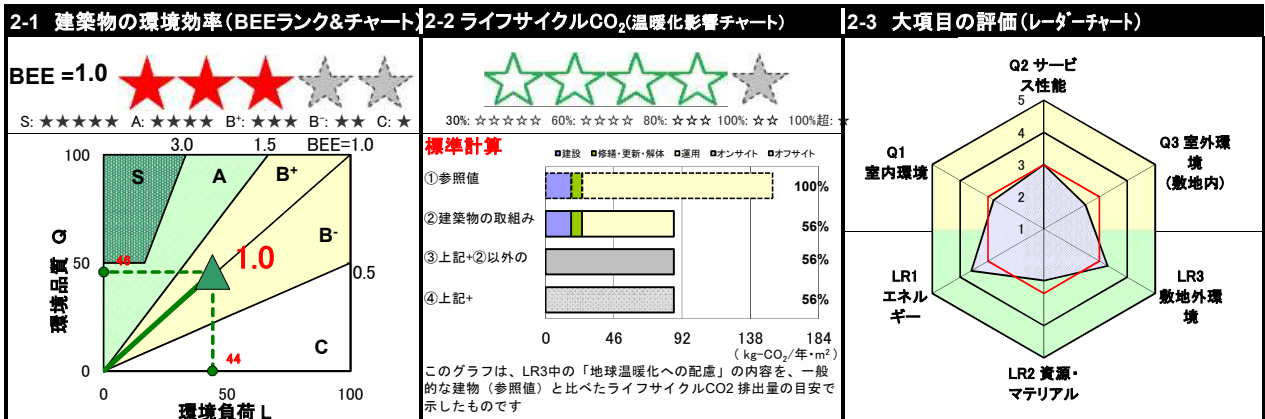 2-1 建築物の環境効率(BEEランク&チャート)
BEE =1.0
S: ★★★★★ A: ★★★★ B+: ★★★ B-: ★★ C: ★
3.0 1.5 BEE=1.0
100
S
A
B+
B-
50
46
1.0
0.5
C
44
0
0 50 100
環境品質 Q
環境負荷 L
2-2 ライフサイクルCO2(温暖化影響チャート)
30%: ☆☆☆☆☆ 60%: ☆☆☆☆ 80%: ☆☆☆ 100%: ☆☆ 100%超: ☆
標準計算
■建設 ■修繕・更新・解体 □運用 ■オンサイト ■オフサイト
①参照値
100%
②建築物の取組み
56%
③上記+②以外の
56%
④上記+
56%
0 46 92 138 184
( kg-CO2/年・m2 )
このグラフは、LR3中の「地球温暖化への配慮」の内容を、一般
的な建物(参照値)と比べたライフサイクルCO2 排出量の目安で
示したものです
2-3 大項目の評価(レーダーチャート)
Q2 サービ
ス性能
5
4
3
2
1
Q1
室内環境
Q3 室外環
境
(敷地内)
LR1
エネル
ギー
LR3
敷地外環
境
LR2 資源・
マテリアル